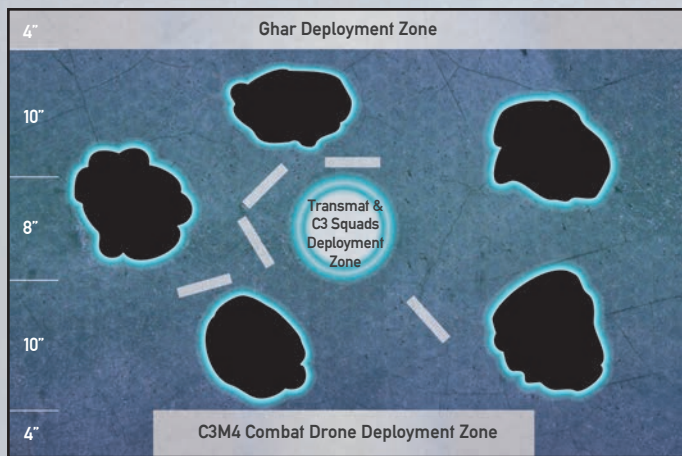 4”
Ghar Deployment Zone
10”
8”
Transmat &
C3 Squads
Deployment
Zone
10”
4”
C3M4 Combat Drone Deployment Zone